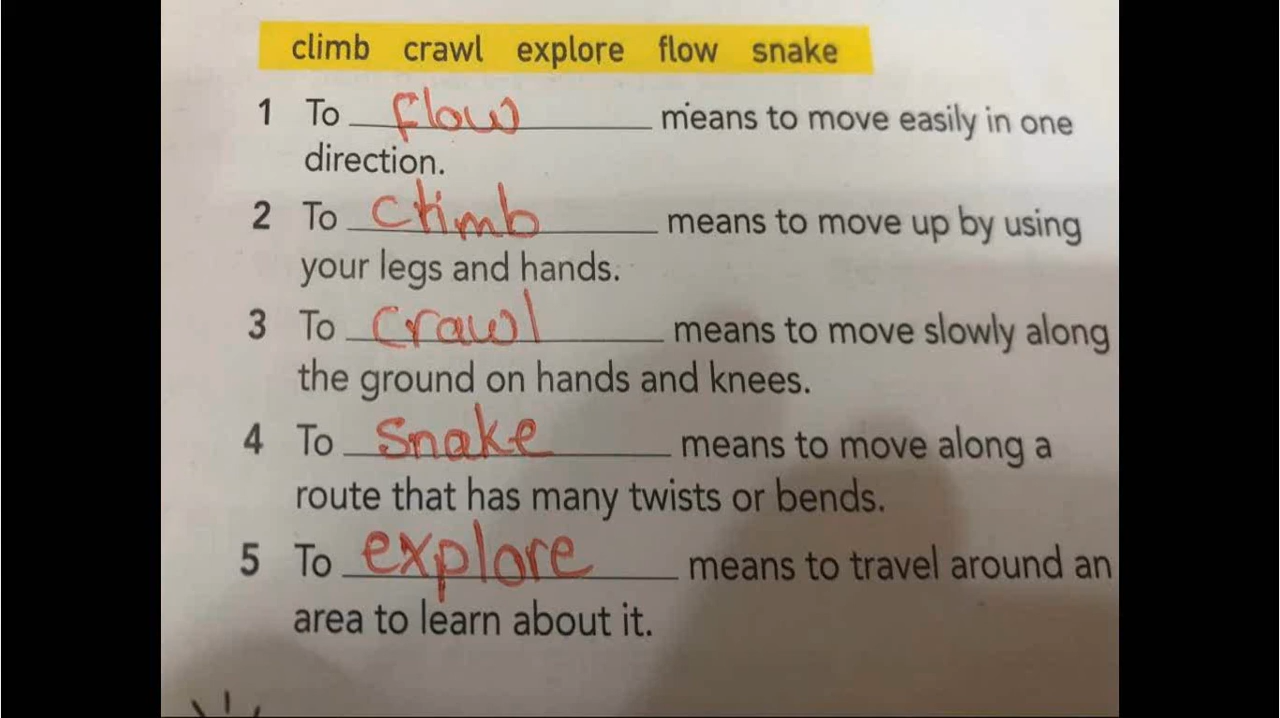 climb crawl explore flow snake
1 To flow means to move easily in one
direction.
2 To climb means to move up by using
your legs and hands.
3 To crawl means to move slowly along
the ground on hands and knees.
4 To snake means to move along a
route that has many twists or bends.
5 To explore means to travel around an
area to learn about it.